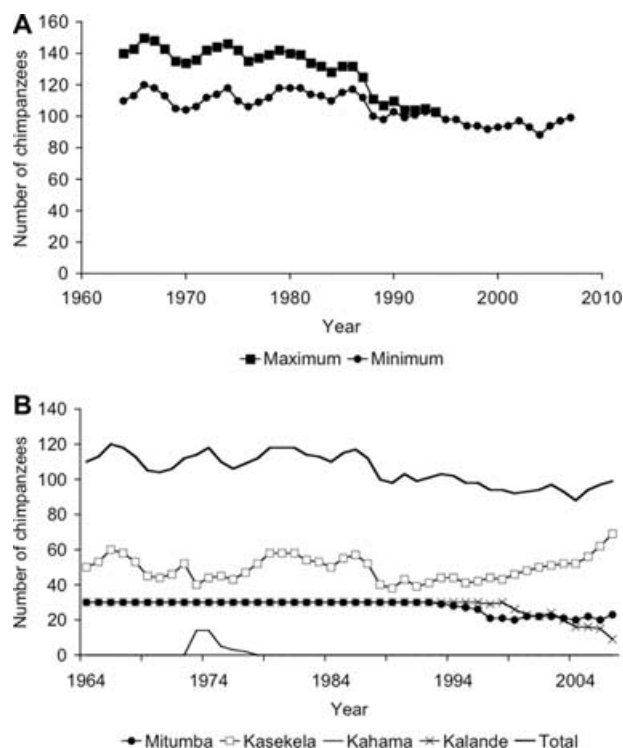 A
160
140
120
100
80
60
40
20
0
Number of chimpanzees
1960 1970 1980 1990 2000 2010
Year
Maximum Minimum
B
140
120
100
80
60
40
20
0
Number of chimpanzees
1964 1974 1984 1994 2004
Year
Mitumba Kasekela Kahama Kalande Total